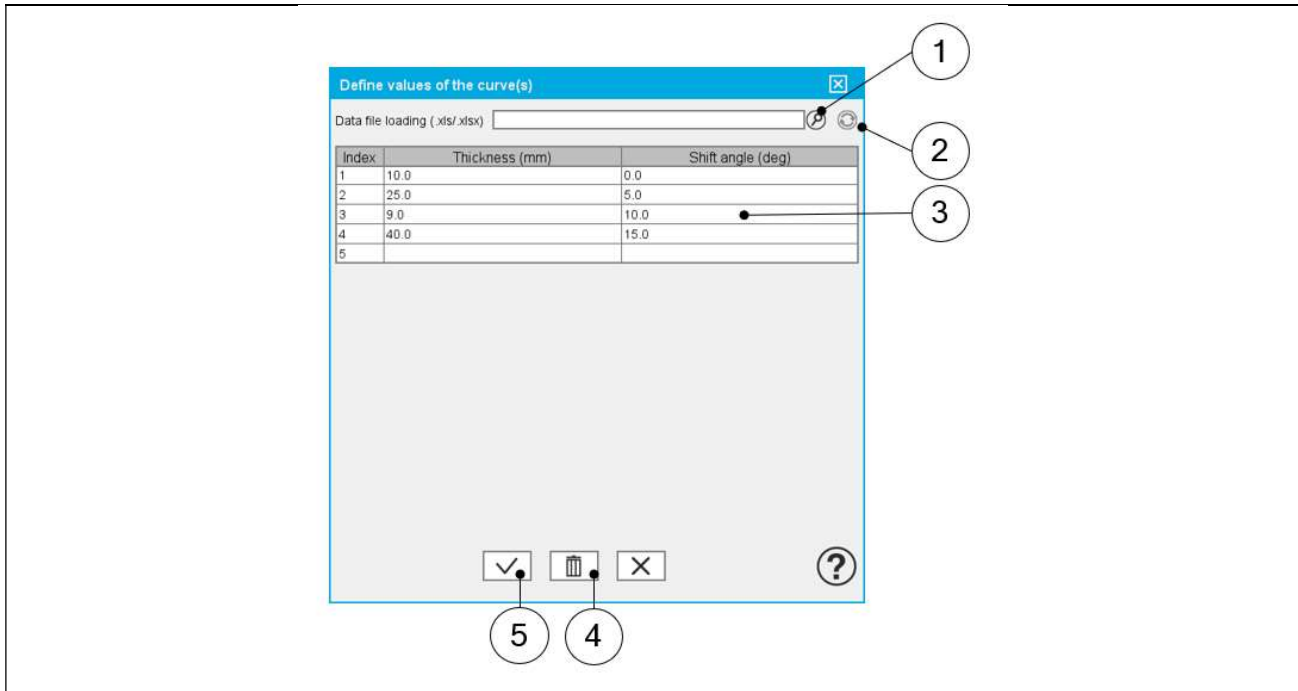 1
Define values of the curve(s)
Data file loading (.xls/.xlsx)
2
Index Thickness (mm) Shift angle (deg)
1 10.0 0.0
2 25.0 5.0
3 9.0 10.0
3
4 40.0 15.0
5
?
5 4